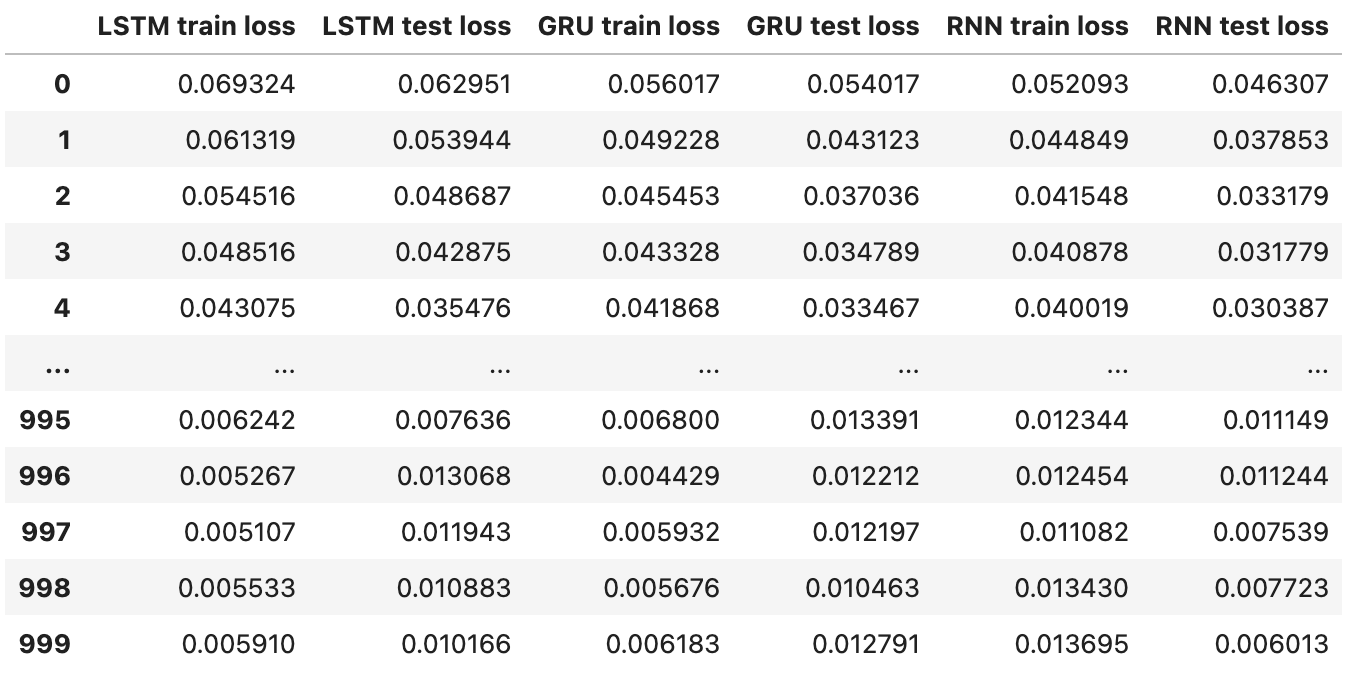 LSTM train loss LSTM test loss GRU train loss GRU test loss RNN train loss RNN test loss
0 0.069324 0.062951 0.056017 0.054017 0.052093 0.046307
1 0.061319 0.053944 0.049228 0.043123 0.044849 0.037853
2 0.054516 0.048687 0.045453 0.037036 0.041548 0.033179
3 0.048516 0.042875 0.043328 0.034789 0.040878 0.031779
4 0.043075 0.035476 0.041868 0.033467 0.040019 0.030387
... ... ... ... ... ... ...
995 0.006242 0.007636 0.006800 0.013391 0.012344 0.011149
996 0.005267 0.013068 0.004429 0.012212 0.012454 0.011244
997 0.005107 0.011943 0.005932 0.012197 0.011082 0.007539
998 0.005533 0.010883 0.005676 0.010463 0.013430 0.007723
999 0.005910 0.010166 0.006183 0.012791 0.013695 0.006013